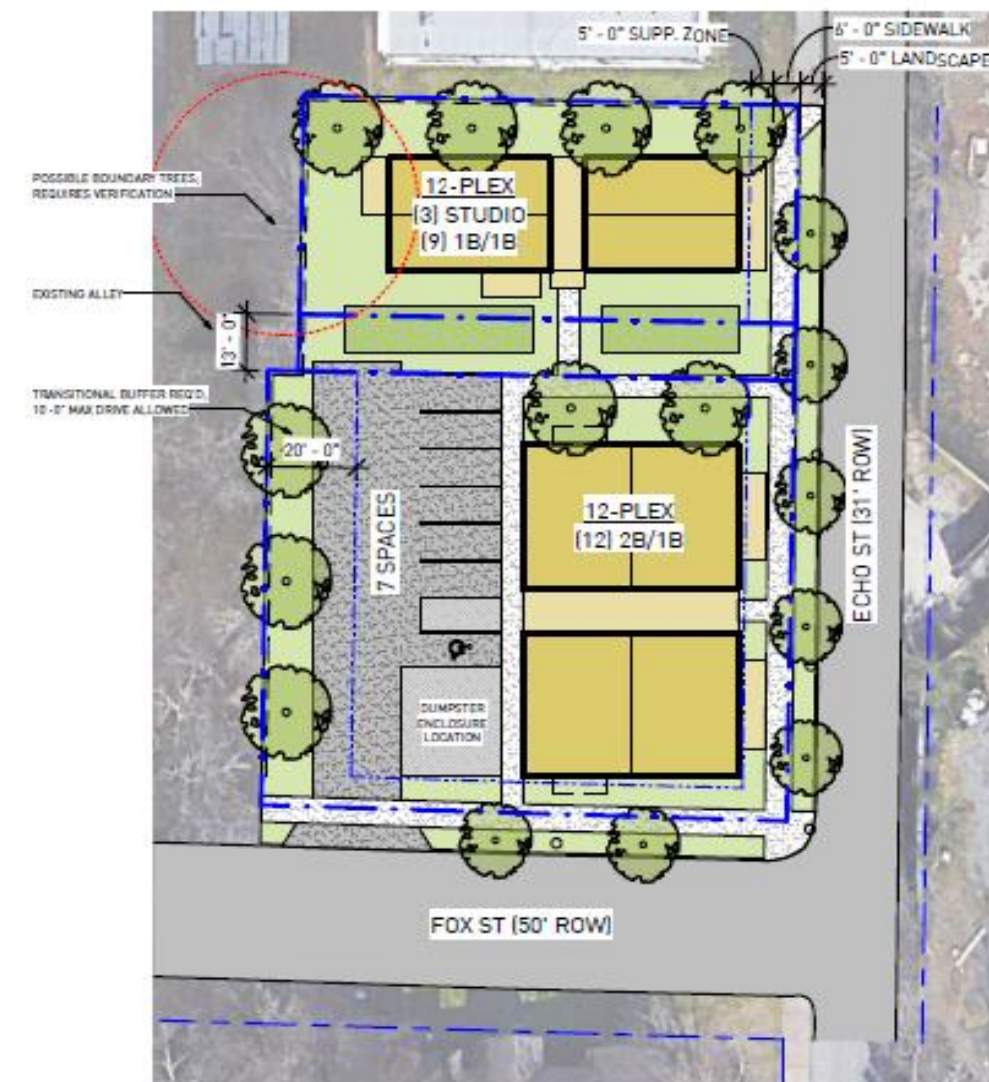 5' - 0" SUPP. ZONE
6' - 0" SIDEWALK
5' - 0" LANDSCAPE
POSSIBLE BOUNDARY TREES,
REQUIRES VERIFICATION
12-PLEX
(3) STUDIO
(9) 1B/1B
EXISTING ALLEY
13' - 0"
TRANSITIONAL BUFFER REQ'D,
10'-0" MAX DRIVE ALLOWED
20' - 0"
7 SPACES
12-PLEX
(12) 2B/1B
ECHO ST (31' ROW)
DUMPSTER
ENCLOSURE
LOCATION
FOX ST (50' ROW)